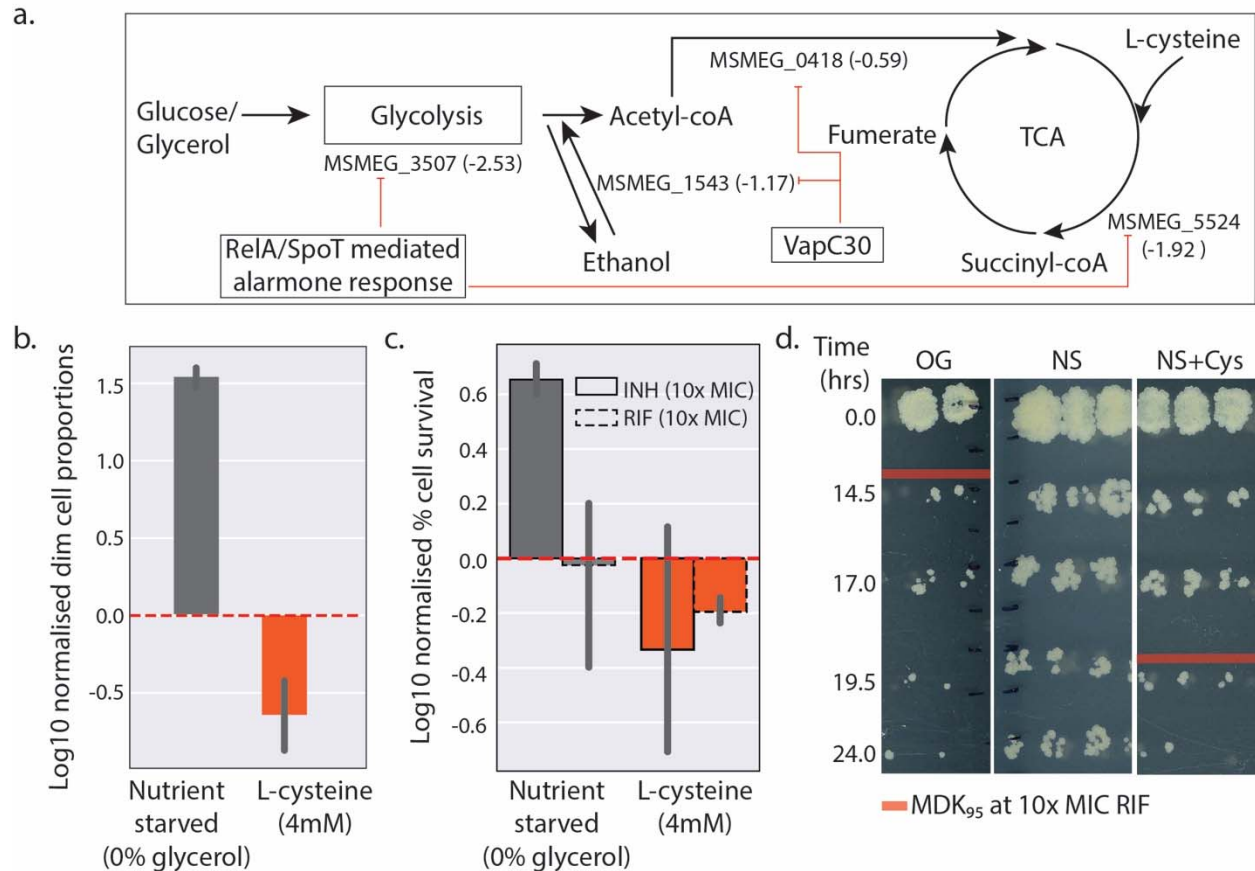 a.
L-cysteine
MSMEG_0418 (-0.59)
Glucose/
Glycerol
Glycolysis
Acetyl-coA
Fumerate
TCA
MSMEG_3507 (-2.53)
MSMEG_1543 (-1.17)
MSMEG_5524
(-1.92 )
RelA/SpoT mediated
alarmone response
Ethanol
VapC30
Succinyl-coA
b.
Log10 normalised dim cell proportions
1.5
1.0
0.5
0.0
-0.5
Nutrient
starved
(0% glycerol)
L-cysteine
(4mM)
c.
Log10 normalised % cell survival
0.6
0.4
0.2
0.0
-0.2
-0.4
-0.6
INH (10x MIC)
RIF (10x MIC)
Nutrient
starved
(0% glycerol)
L-cysteine
(4mM)
d.
Time
(hrs)
OG
NS
NS+Cys
0.0
14.5
17.0
19.5
24.0
MDK95 at 10x MIC RIF